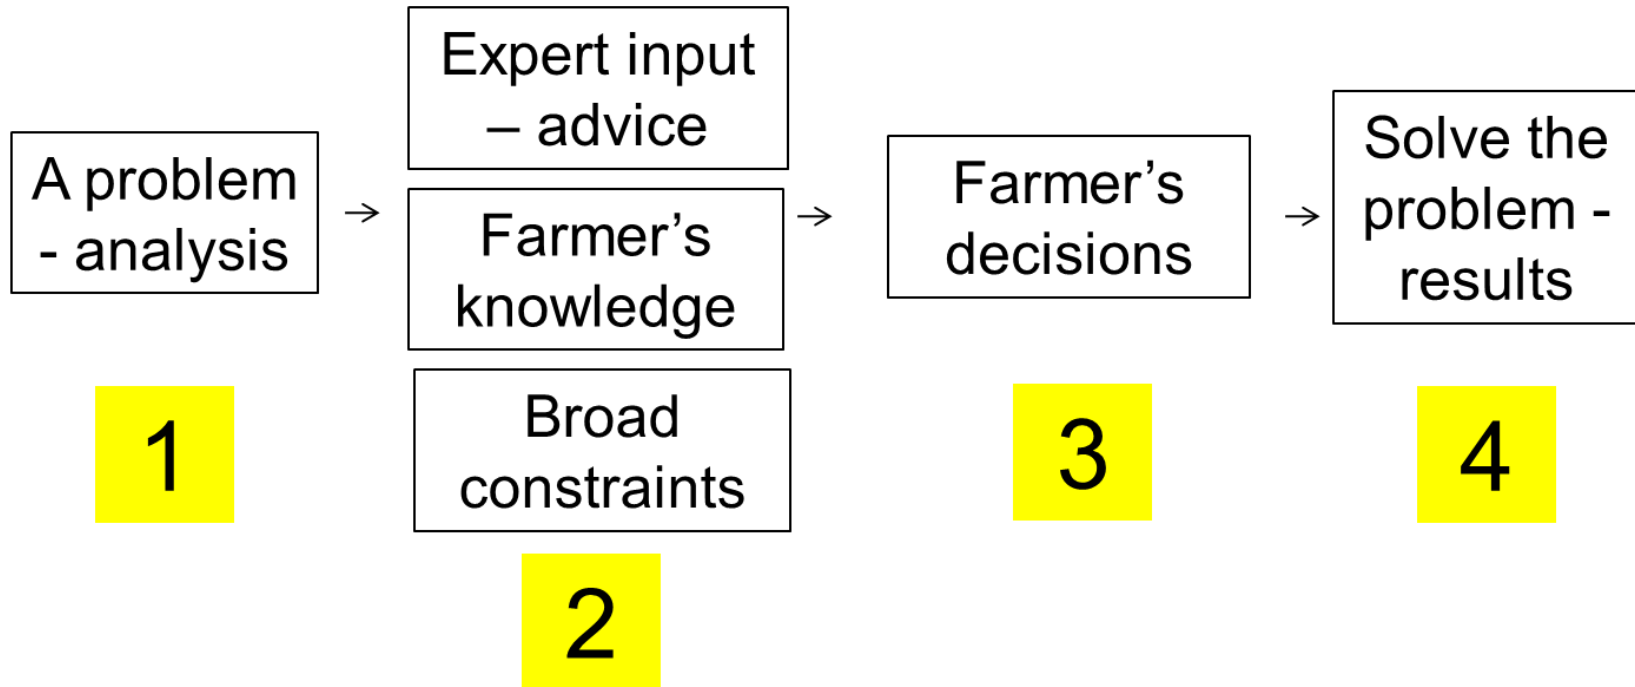 A problem
- analysis
1
Expert input
– advice
Farmer’s
knowledge
Broad
constraints
2
Farmer’s
decisions
3
Solve the
problem -
results
4